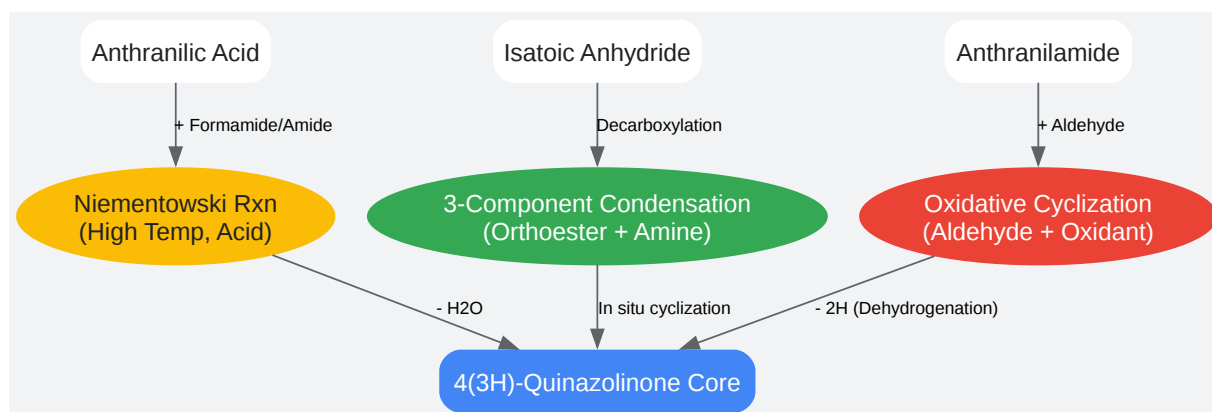 Anthranilic Acid
Isatoic Anhydride
Anthranilamide
+ Formamide/Amide
Decarboxylation
+ Aldehyde
Niementowski Rxn
(High Temp, Acid)
3-Component Condensation
(Orthoester + Amine)
Oxidative Cyclization
(Aldehyde + Oxidant)
- H2O
In situ cyclization
- 2H (Dehydrogenation)
4(3H)-Quinazolinone Core